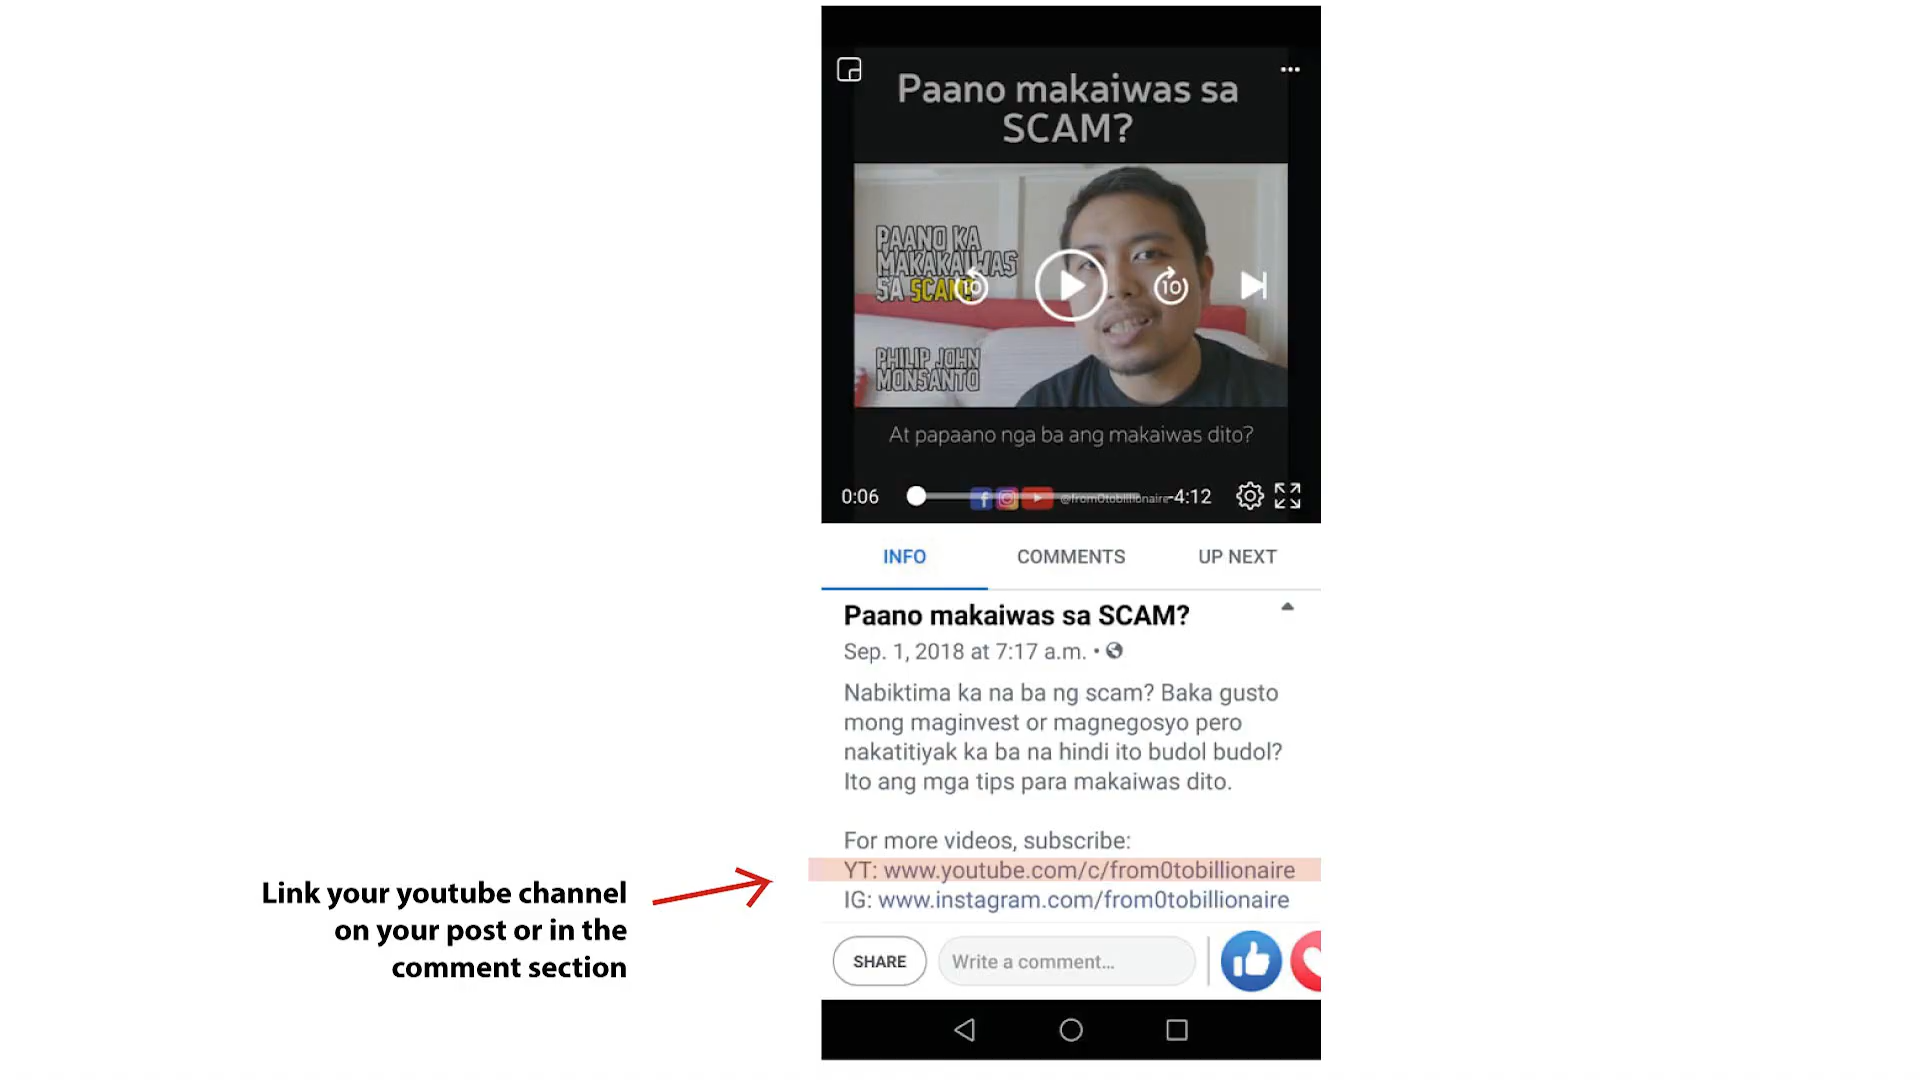 Paano makaiwas sa
SCAM?
PAANO KA
MAKAKAIWAS
SA SCAM?
10
10
PHILIP JOHN
MONSANTO
At papaano nga ba ang makaiwas dito?
0:06
@from0tobillionaire
-4:12
INFO
COMMENTS
UP NEXT
Paano makaiwas sa SCAM?
Sep. 1, 2018 at 7:17 a.m. •
Nabiktima ka na ba ng scam? Baka gusto
mong maginvest or magnegosyo pero
nakatitiyak ka ba na hindi ito budol budol?
Ito ang mga tips para makaiwas dito.
For more videos, subscribe:
YT: www.youtube.com/c/from0tobillionaire
IG: www.instagram.com/from0tobillionaire
Link your youtube channel
on your post or in the
comment section
SHARE
Write a comment...